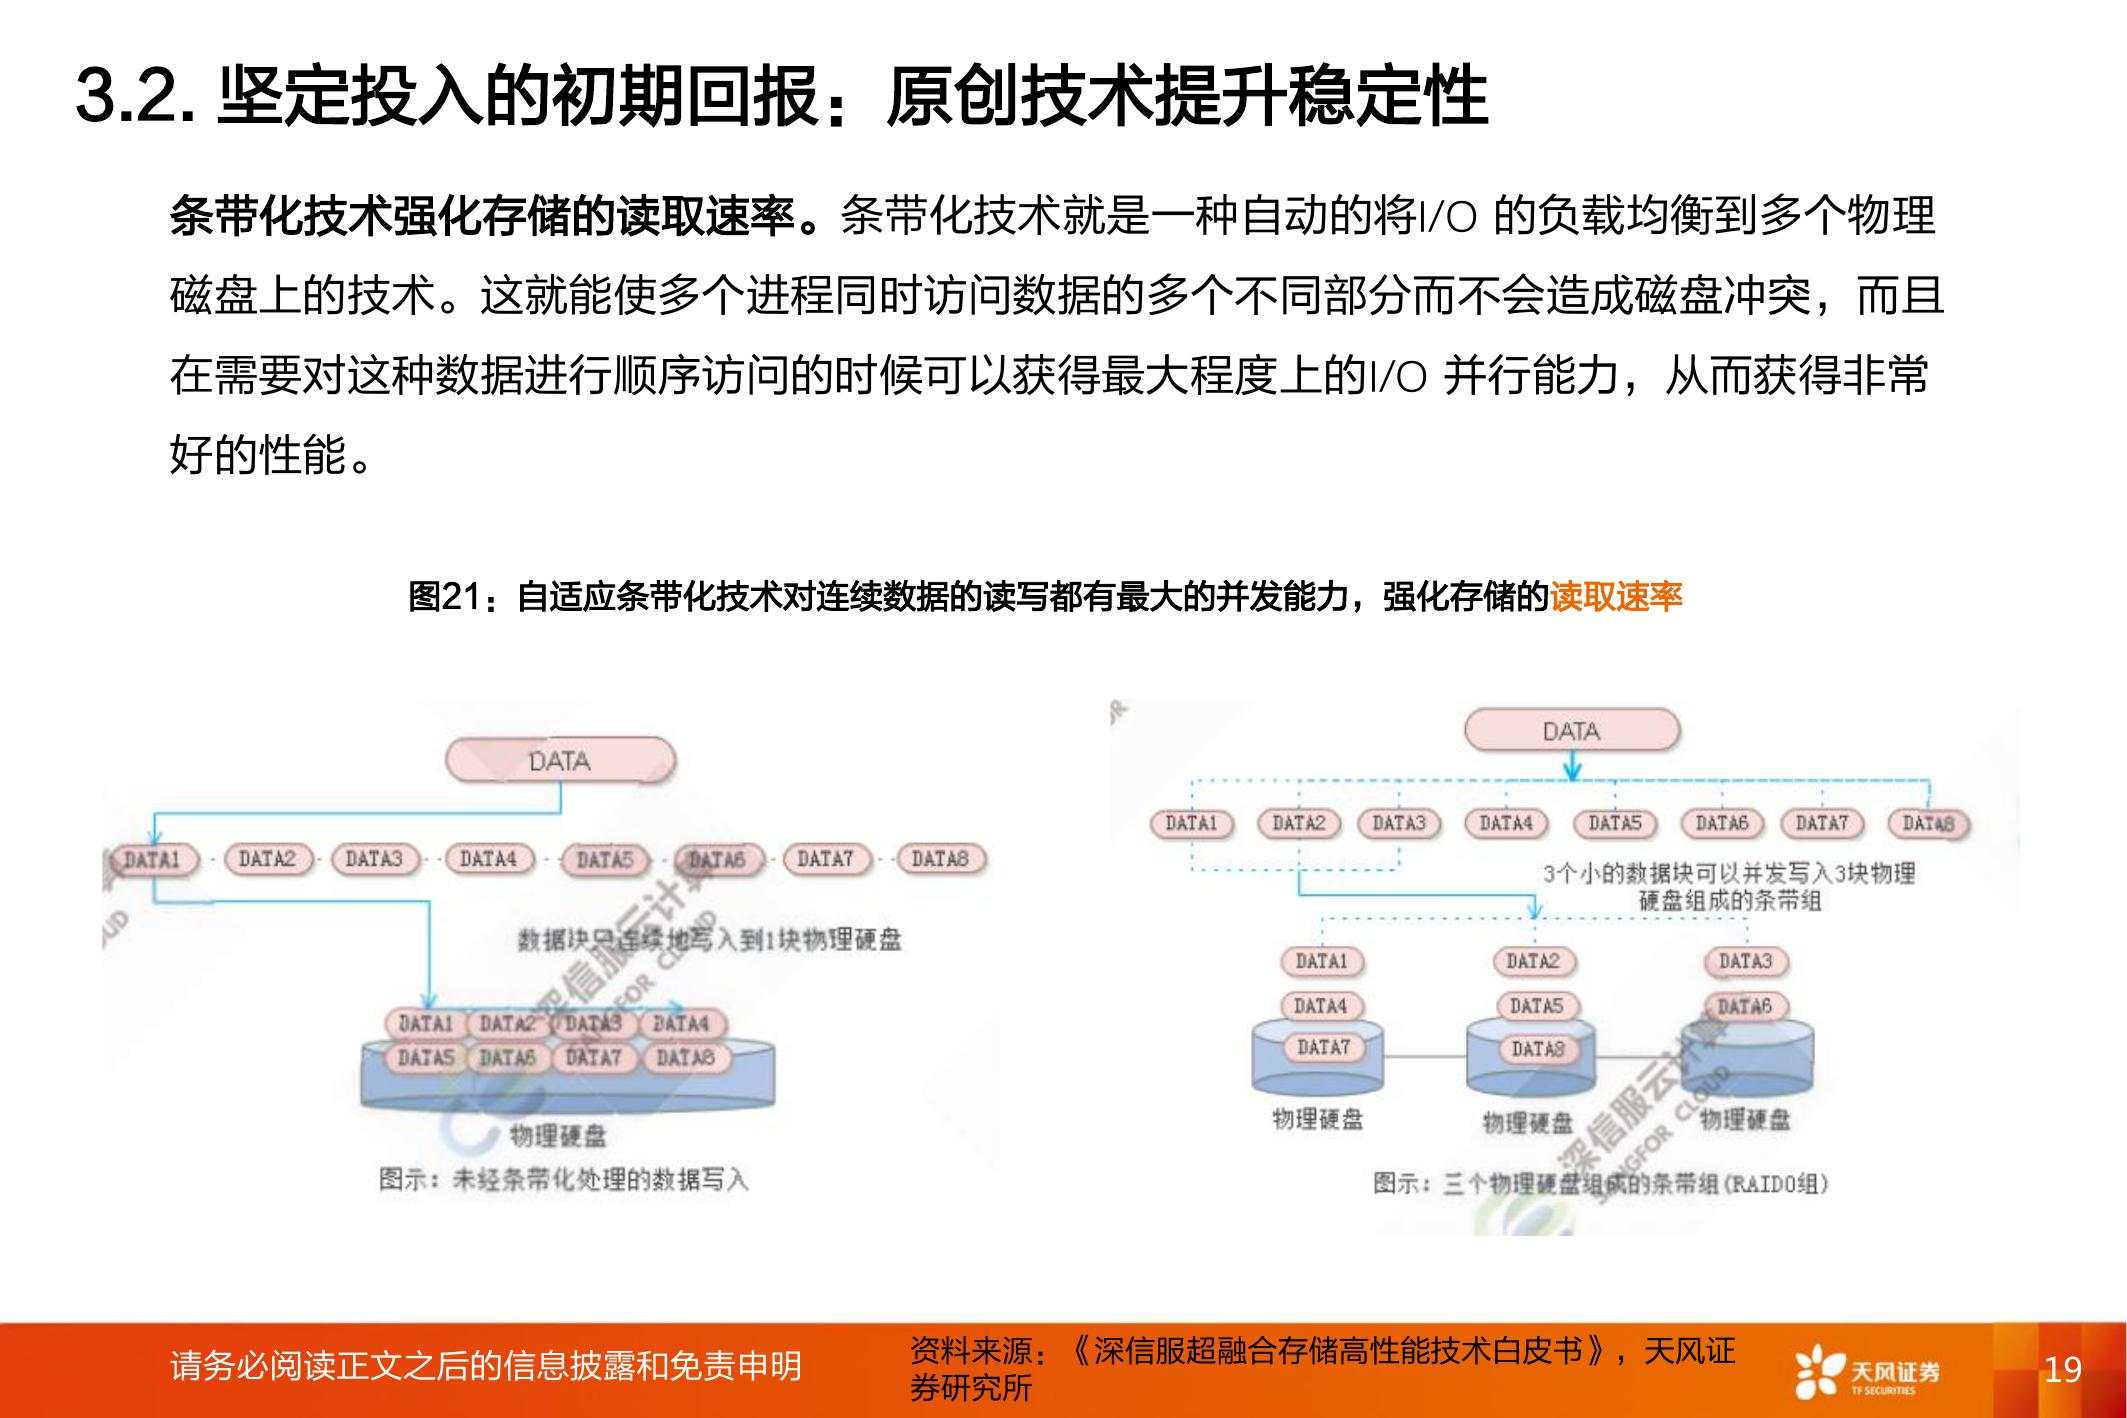 3.2. 坚定投入的初期回报：原创技术提升稳定性
条带化技术强化存储的读取速率。条带化技术就是一种自动的将I/O 的负载均衡到多个物理
磁盘上的技术。这就能使多个进程同时访问数据的多个不同部分而不会造成磁盘冲突，而且
在需要对这种数据进行顺序访问的时候可以获得最大程度上的I/O 并行能力，从而获得非常
好的性能。
图21：自适应条带化技术对连续数据的读写都有最大的并发能力，强化存储的读取速率
DATA
DATA1 DATA2 DATA3 DATA4 DATA5 DATA6 DATA7 DATA8
数据块只连续地写入到1块物理硬盘
DATA1 DATA2 DATA3 DATA4
DATA5 DATA6 DATA7 DATA8
物理硬盘
图示：未经条带化处理的数据写入
深信服云计算
SANGFOR CLOUD
DATA
DATA1 DATA2 DATA3 DATA4 DATA5 DATA6 DATA7 DATA8
3个小的数据块可以并发写入3块物理
硬盘组成的条带组
DATA1 DATA2 DATA3
DATA4 DATA5 DATA6
DATA7 DATA8
物理硬盘 物理硬盘 物理硬盘
图示：三个物理硬盘组成的条带组(RAID0组)
深信服云计算
SANGFOR CLOUD
请务必阅读正文之后的信息披露和免责申明
资料来源：《深信服超融合存储高性能技术白皮书》，天风证
券研究所
天风证券
TF SECURITIES
19